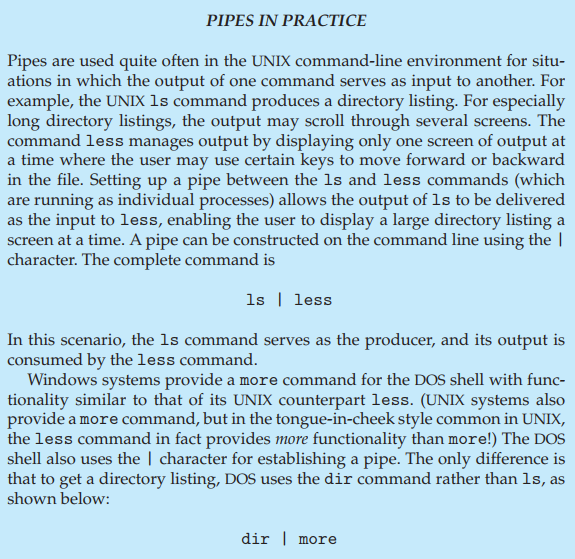 PIPES IN PRACTICE
Pipes are used quite often in the UNIX command-line environment for situ-
ations in which the output of one command serves as input to another. For
example, the UNIX ls command produces a directory listing. For especially
long directory listings, the output may scroll through several screens. The
command less manages output by displaying only one screen of output at
a time where the user may use certain keys to move forward or backward
in the file. Setting up a pipe between the ls and less commands (which
are running as individual processes) allows the output of ls to be delivered
as the input to less, enabling the user to display a large directory listing a
screen at a time. A pipe can be constructed on the command line using the |
character. The complete command is
ls | less
In this scenario, the ls command serves as the producer, and its output is
consumed by the less command.
Windows systems provide a more command for the DOS shell with func-
tionality similar to that of its UNIX counterpart less. (UNIX systems also
provide a more command, but in the tongue-in-cheek style common in UNIX,
the less command in fact provides more functionality than more!) The DOS
shell also uses the | character for establishing a pipe. The only difference is
that to get a directory listing, DOS uses the dir command rather than ls, as
shown below:
dir | more